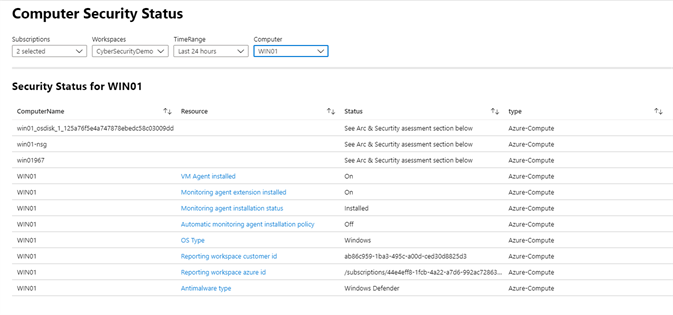 Computer Security Status
Subscriptions Workspaces TimeRange Computer
2 selected CyberSecurityDemo Last 24 hours WIN01
Security Status for WIN01
ComputerName Resource Status type
win01_osdisk_1_125a76f5e4a747878ebedc58c03009dd See Arc & Securtity asessment section below Azure-Compute
win01-nsg See Arc & Securtity asessment section below Azure-Compute
win01967 See Arc & Securtity asessment section below Azure-Compute
WIN01 VM Agent installed On Azure-Compute
WIN01 Monitoring agent extension installed On Azure-Compute
WIN01 Monitoring agent installation status Installed Azure-Compute
WIN01 Automatic monitoring agent installation policy Off Azure-Compute
WIN01 OS Type Windows Azure-Compute
WIN01 Reporting workspace customer id ab86c959-1ba3-495c-a00d-ced30d8825d3 Azure-Compute
WIN01 Reporting workspace azure id /subscriptions/44e4eff8-1fcb-4a22-a7d6-992ac72863... Azure-Compute
WIN01 Antimalware type Windows Defender Azure-Compute